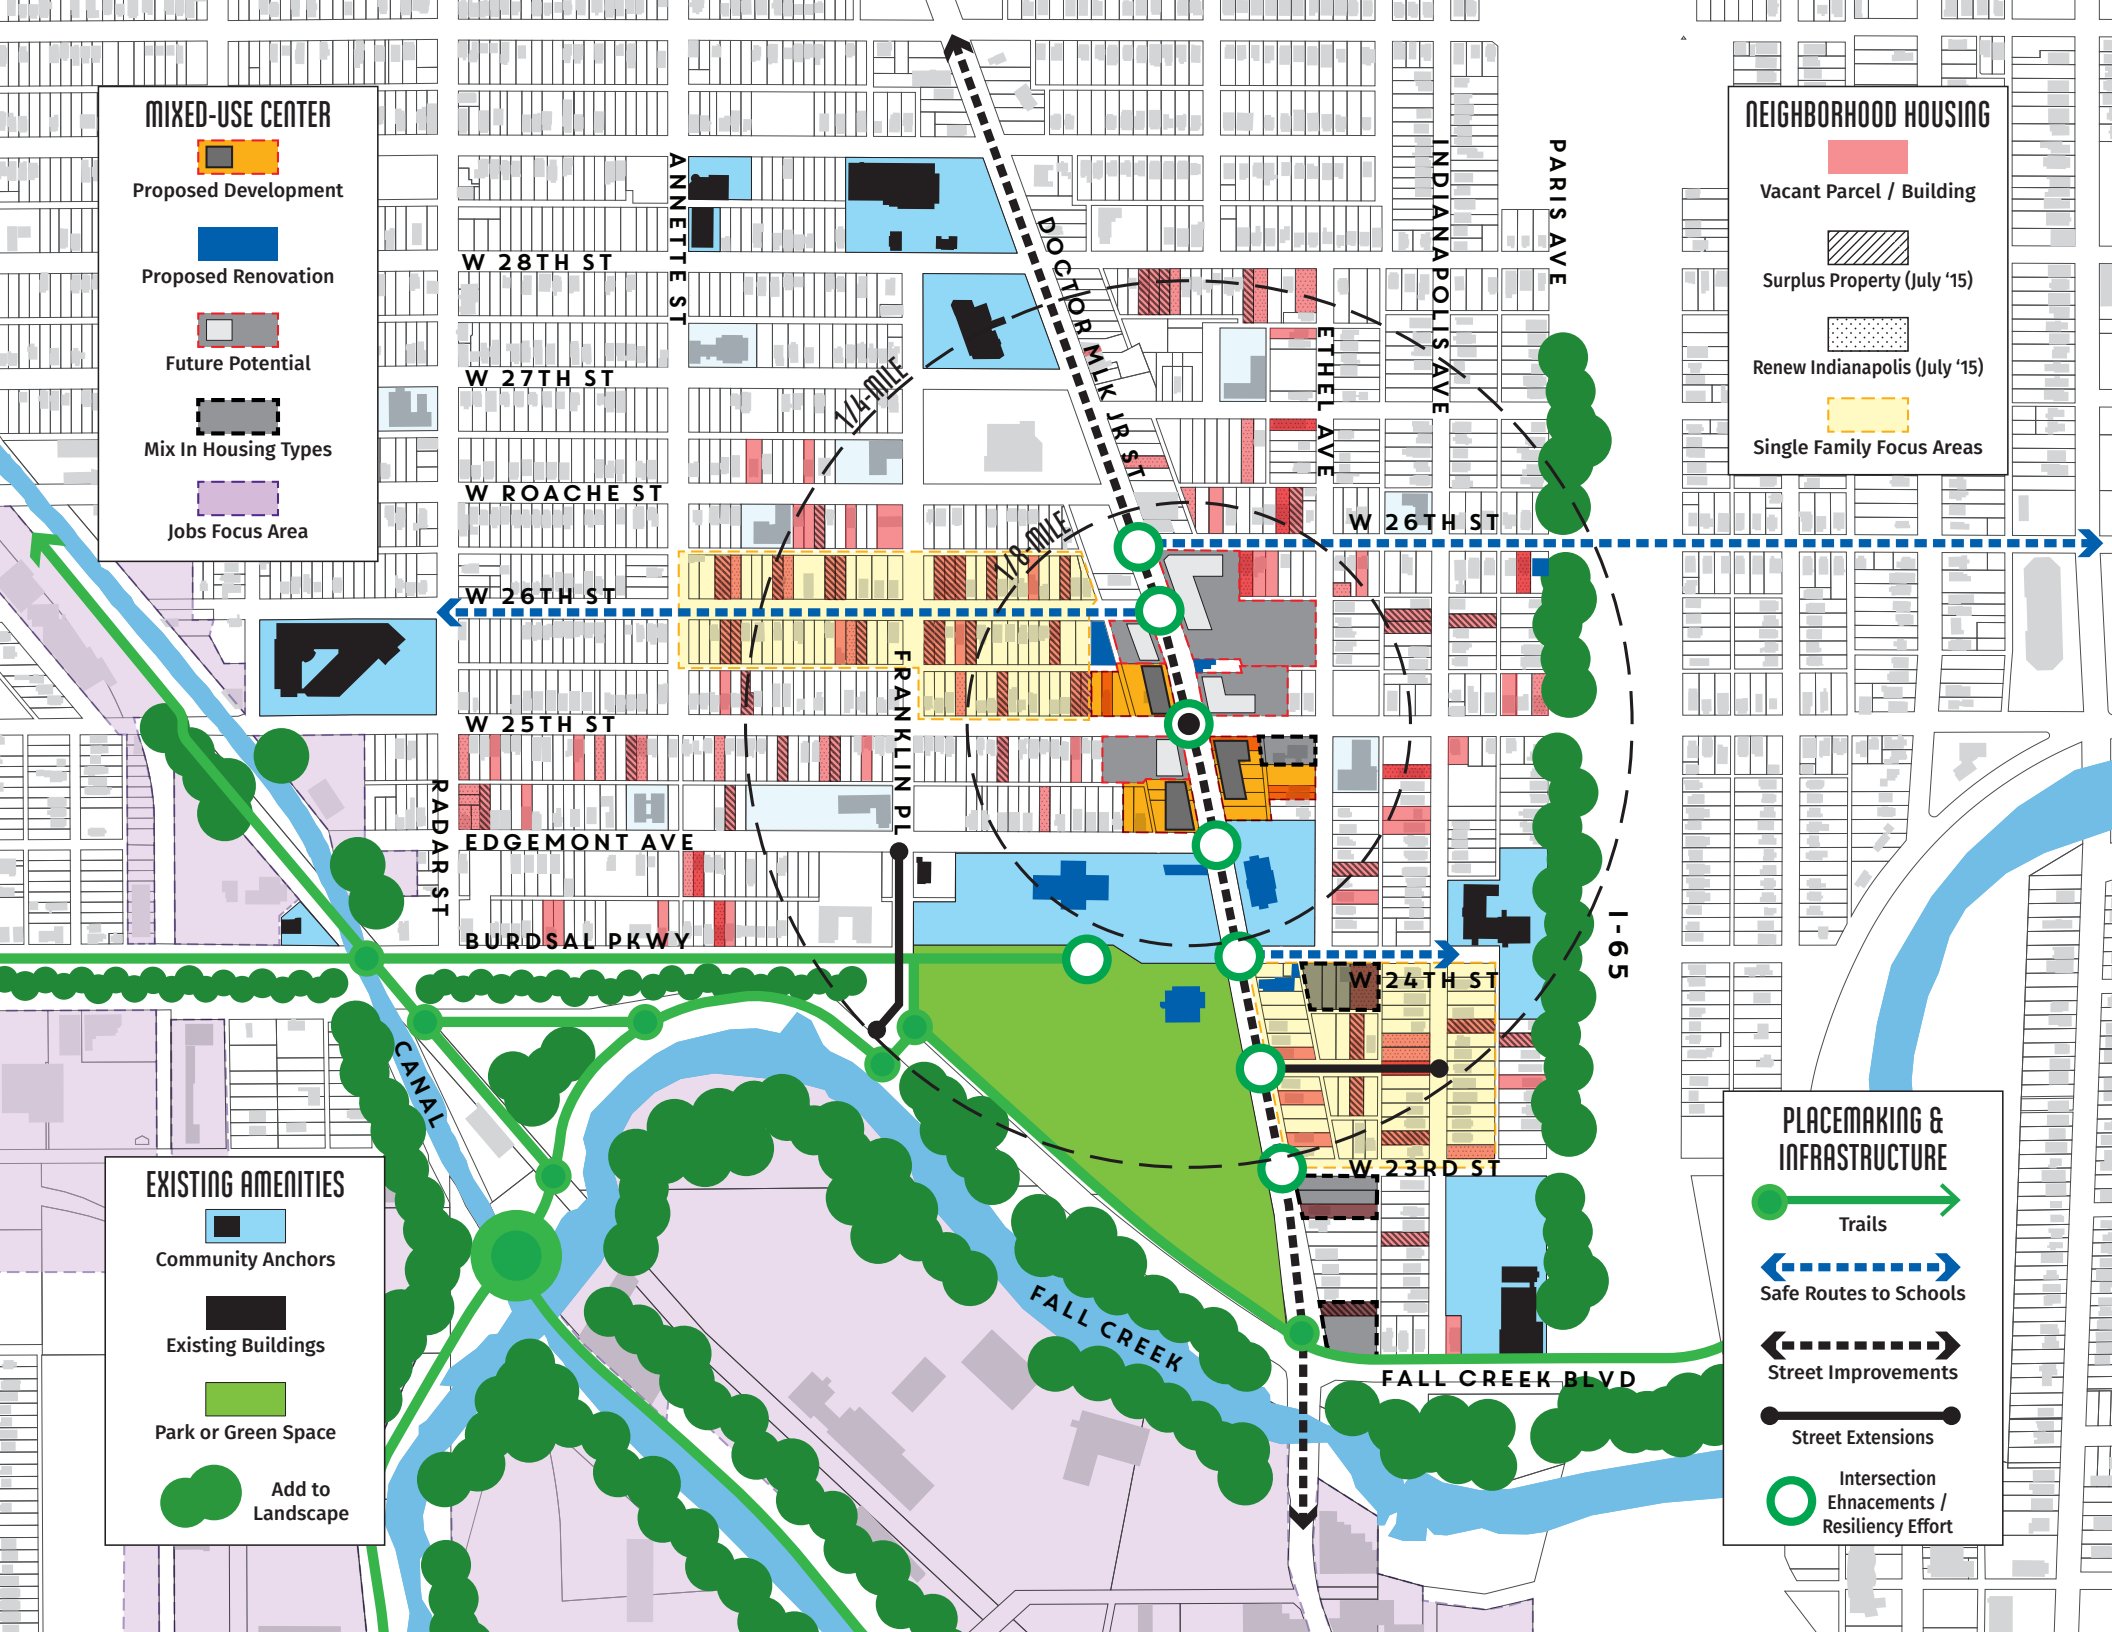 MIXED-USE CENTER
Proposed Development
Proposed Renovation
Future Potential
Mix In Housing Types
Jobs Focus Area
NEIGHBORHOOD HOUSING
Vacant Parcel / Building
Surplus Property (July ‘15)
Renew Indianapolis (July ‘15)
Single Family Focus Areas
ANNETTE ST
DOCTOR MLK JR ST
INDIANAPOLIS AVE
PARIS AVE
W 28TH ST
ETHEL AVE
W 27TH ST
1/4-MILE
W ROACHE ST
1/8-MILE
W 26TH ST
W 26TH ST
FRANKLIN PL
W 25TH ST
RADAR ST
EDGEMONT AVE
BURDSAL PKWY
I-65
W 24TH ST
CANAL
W 23RD ST
FALL CREEK
FALL CREEK BLVD
EXISTING AMENITIES
Community Anchors
Existing Buildings
Park or Green Space
Add to
Landscape
PLACEMAKING &
INFRASTRUCTURE
Trails
Safe Routes to Schools
Street Improvements
Street Extensions
Intersection
Ehnacements /
Resiliency Effort